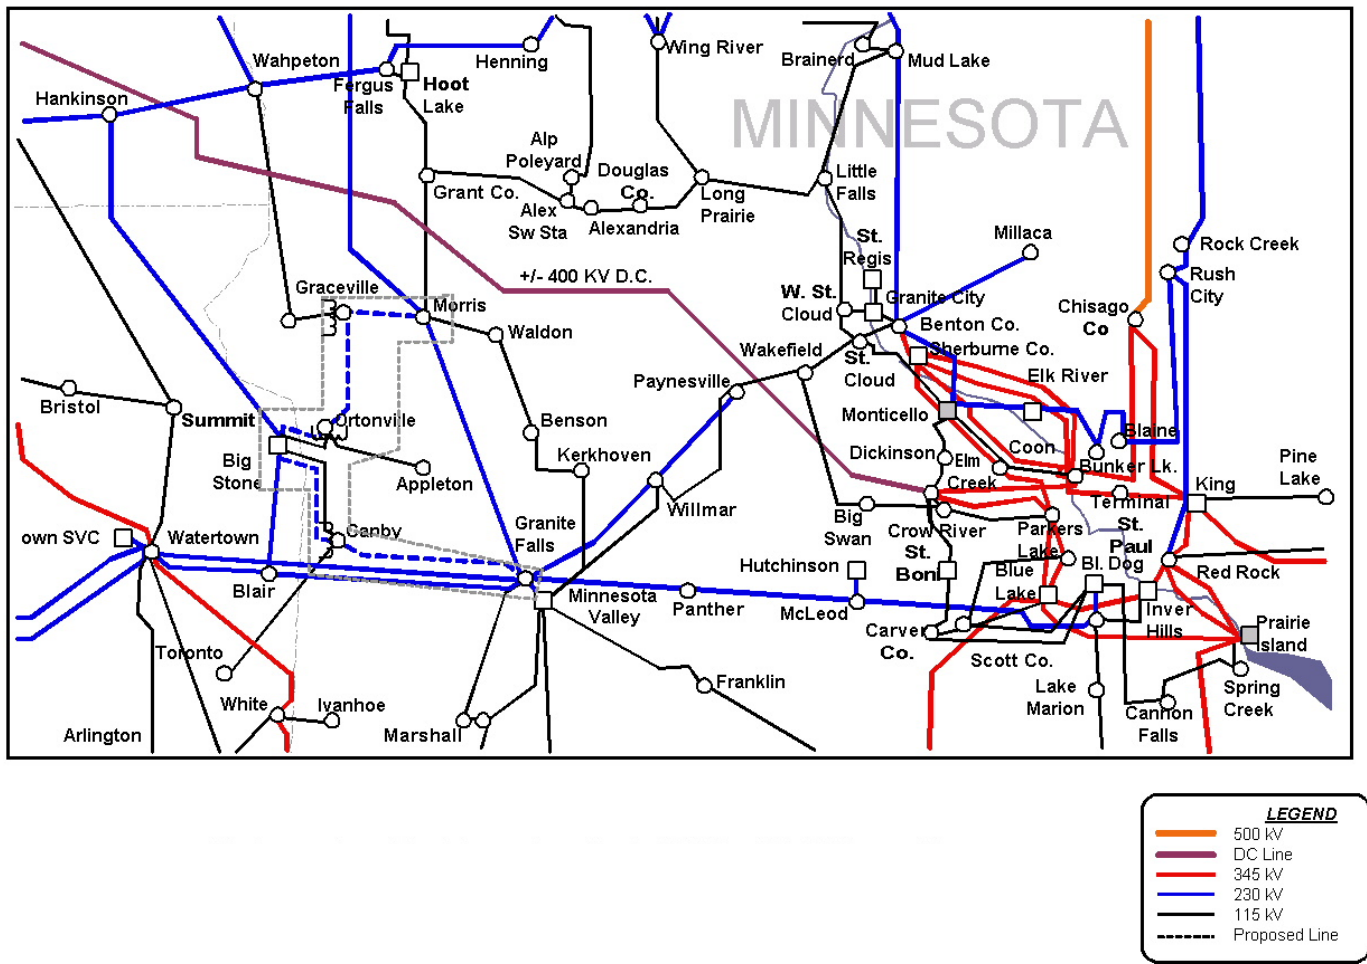 Wahpeton
Henning
Wing River
Brainerd
Mud Lake
Hankinson
Fergus
Falls
Hoot
Lake
MINNESOTA
Alp
Poleyard
Douglas
Co.
Grant Co.
Alex
Sw Sta
Alexandria
Long
Prairie
Little
Falls
St.
Regis
Millaca
Rock Creek
Rush
City
+/- 400 KV D.C.
Graceville
Morris
Waldon
W. St.
Cloud
Granite City
Benton Co.
Chisago
Co
Sherburne Co.
St.
Cloud
Wakefield
Paynesville
Elk River
Bristol
Summit
Ortonville
Benson
Monticello
Blaine
Coon
Big
Stone
Appleton
Kerkhoven
Dickinson
Elm
Creek
Bunker Lk.
King
Pine
Lake
Terminal
Willmar
own SVC
Watertown
Canby
Granite
Falls
Big
Swan
Crow River
Parkers
Lake
St.
Paul
St.
Boni
Hutchinson
Blue
Lake
Bl. Dog
Red Rock
Blair
Minnesota
Valley
Panther
McLeod
Inver
Hills
Prairie
Island
Carver
Co.
Scott Co.
Toronto
White
Ivanhoe
Franklin
Lake
Marion
Cannon
Falls
Spring
Creek
Arlington
Marshall
LEGEND
500 kV
DC Line
345 kV
230 kV
115 kV
Proposed Line